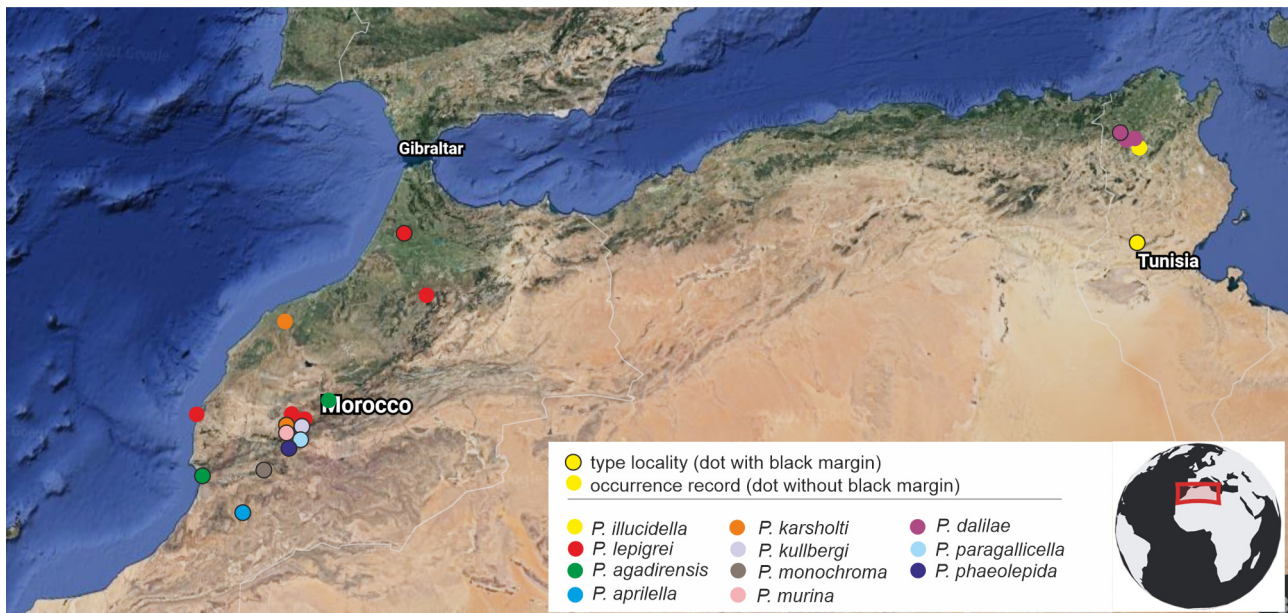 Gibraltar
Tunisia
Morocco
type locality (dot with black margin)
occurrence record (dot without black margin)
P. illucidella
P. lepigrei
P. agadirensis
P. aprilella
P. karsholti
P. kullbergi
P. monochroma
P. murina
P. dalilae
P. paragallicella
P. phaeolepida